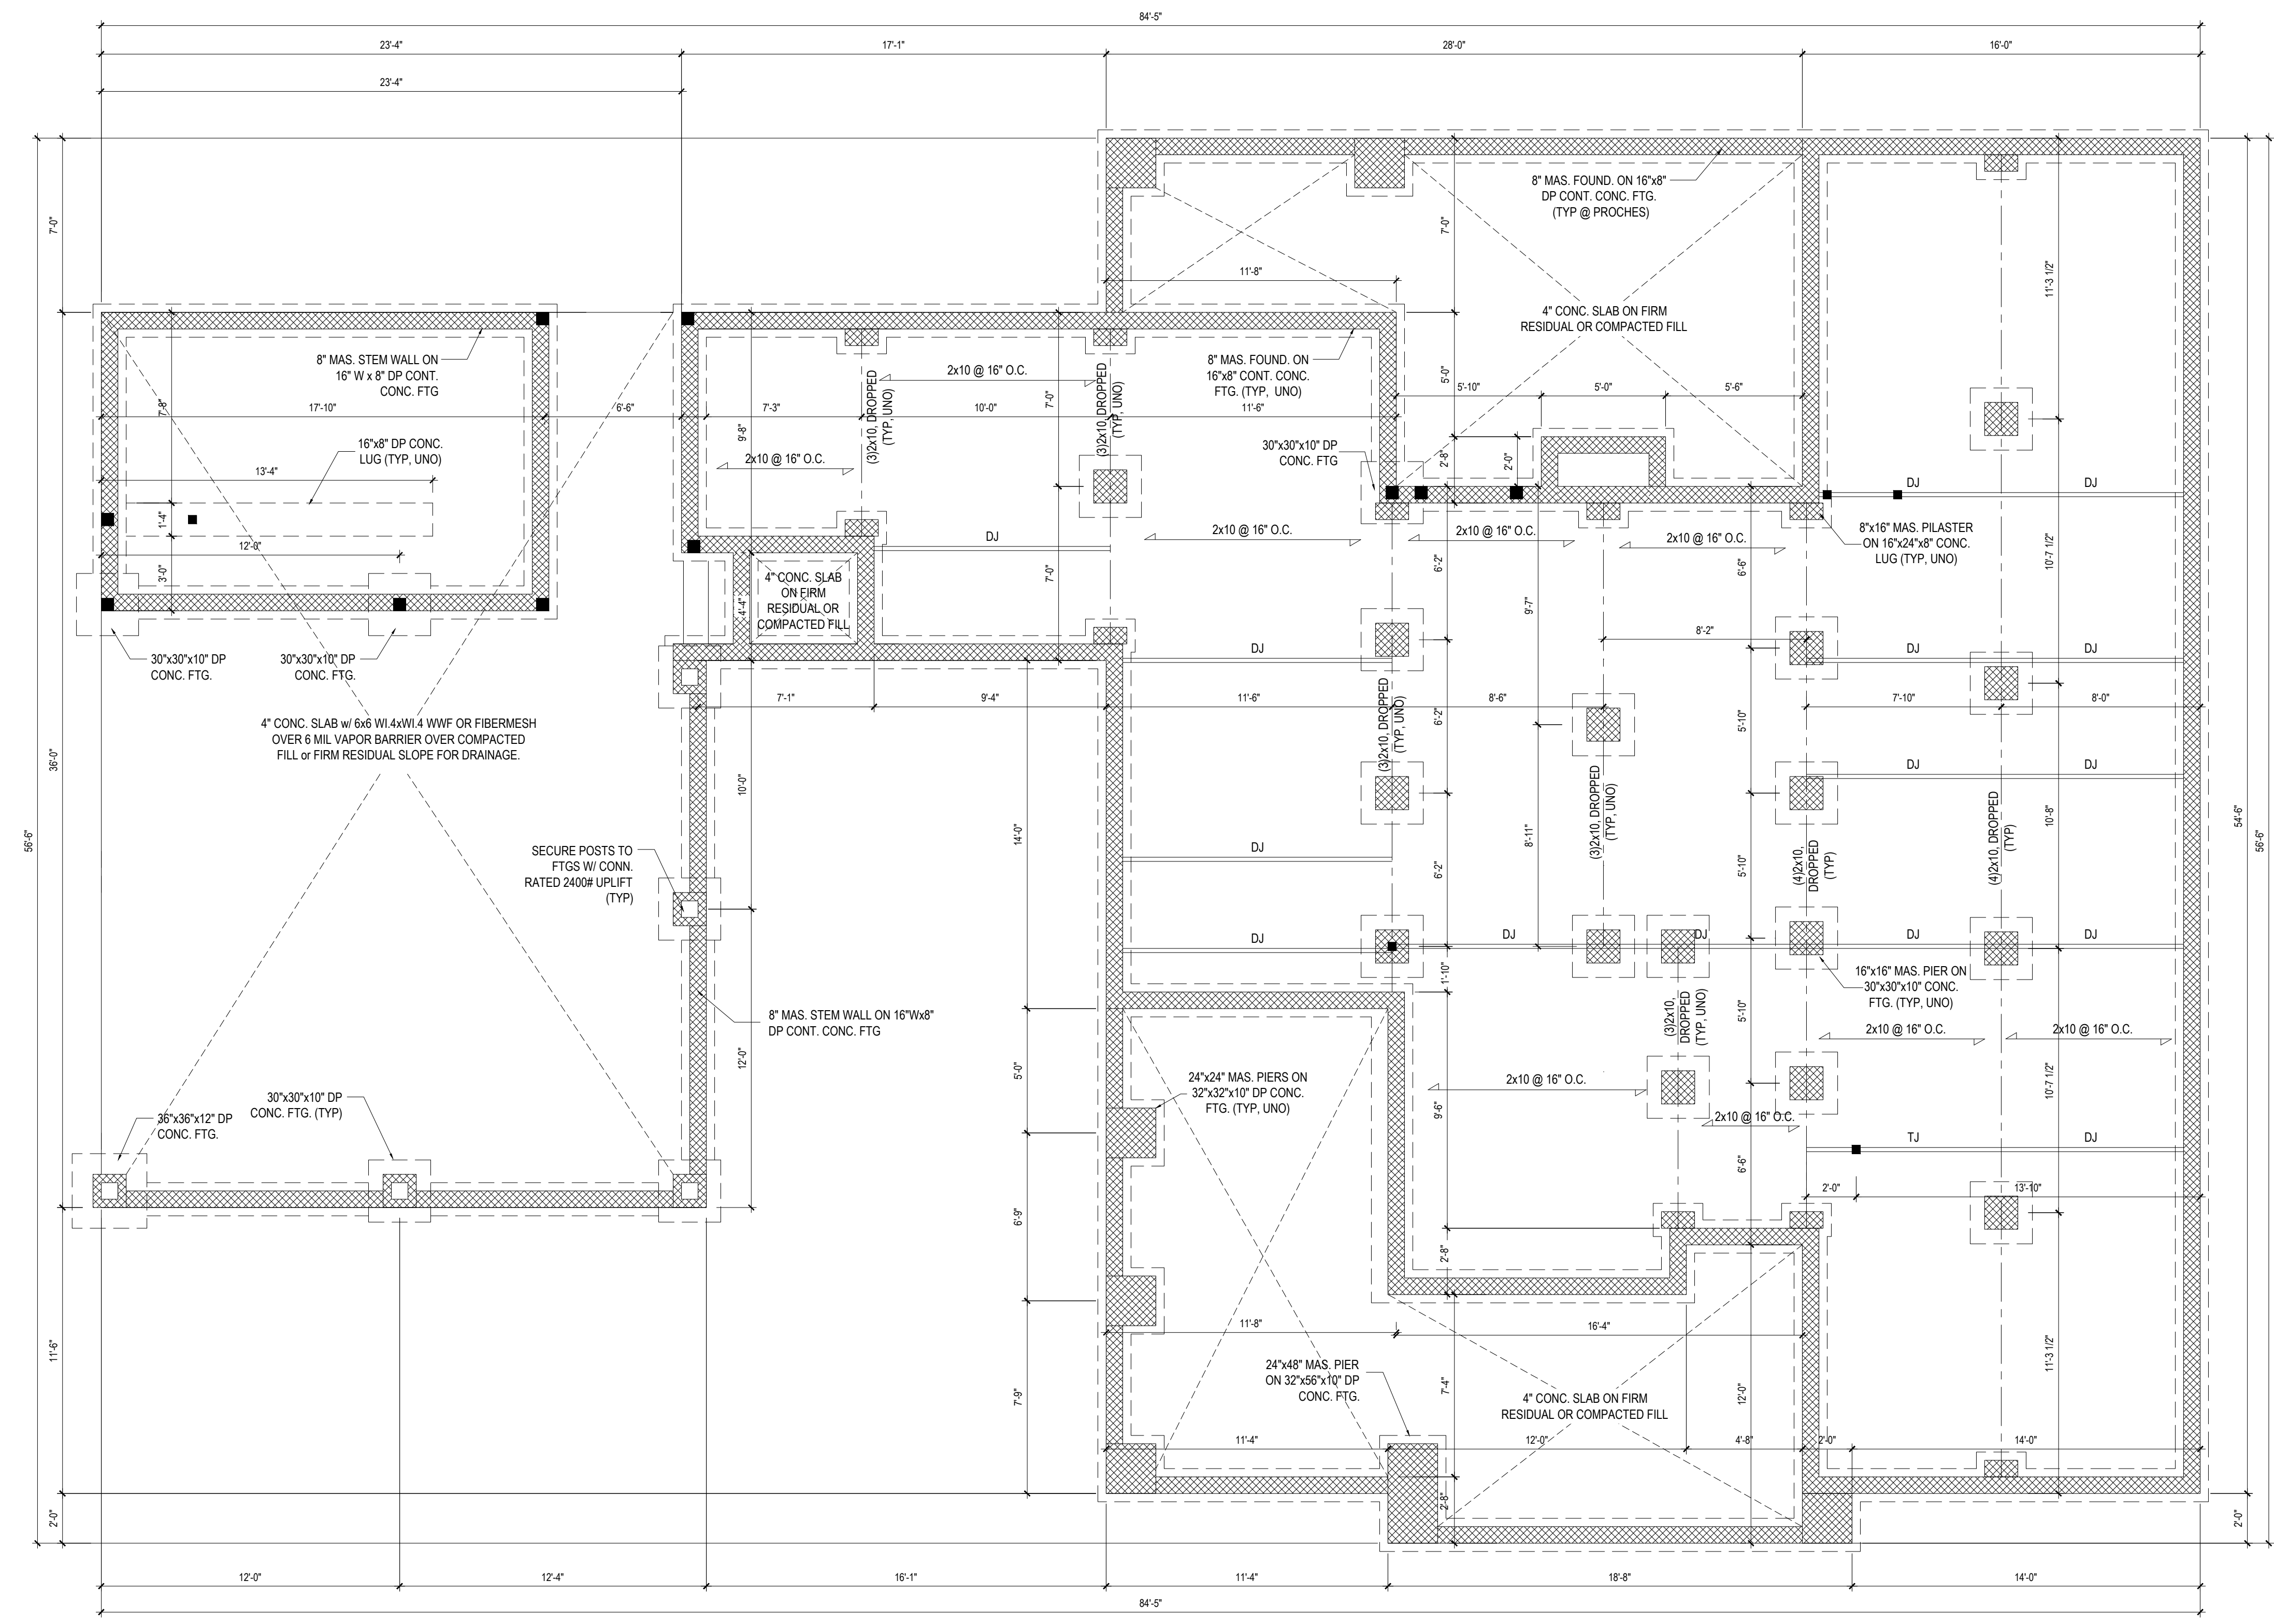 84'-5"
23'-4"
17'-1"
28'-0"
16'-0"
23'-4"
7'-0"
36'-0"
56'-6"
11'-6"
2'-0"
8" MAS. STEM WALL ON
16" W x 8" DP CONT.
CONC. FTG
7'-8"
17'-10"
6'-6"
16"x8" DP CONC.
LUG (TYP, UNO)
13'-4"
1'-4"
12'-0"
3'-0"
30"x30"x10" DP
CONC. FTG.
30"x30"x10" DP
CONC. FTG.
4" CONC. SLAB w/ 6x6 WI.4xWI.4 WWF OR FIBERMESH
OVER 6 MIL VAPOR BARRIER OVER COMPACTED
FILL or FIRM RESIDUAL SLOPE FOR DRAINAGE.
SECURE POSTS TO
FTGS W/ CONN.
RATED 2400# UPLIFT
(TYP)
36"x36"x12" DP
CONC. FTG.
30"x30"x10" DP
CONC. FTG. (TYP)
8" MAS. STEM WALL ON 16"Wx8"
DP CONT. CONC. FTG
10'-0"
12'-0"
7'-3"
10'-0"
11'-6"
9'-8"
2x10 @ 16" O.C.
2x10 @ 16" O.C.
(3)2x10, DROPPED
(TYP, UNO)
(3)2x10, DROPPED
(TYP, UNO)
7'-0"
7'-0"
DJ
4'-4"
4" CONC. SLAB
ON FIRM
RESIDUAL OR
COMPACTED FILL
7'-1"
9'-4"
11'-6"
8'-6"
14'-0"
5'-0"
6'-9"
7'-9"
11'-8"
7'-0"
5'-0"
8" MAS. FOUND. ON 16"x8"
DP CONT. CONC. FTG.
(TYP @ PROCHES)
4" CONC. SLAB ON FIRM
RESIDUAL OR COMPACTED FILL
8" MAS. FOUND. ON
16"x8" CONT. CONC.
FTG. (TYP, UNO)
5'-10"
5'-0"
5'-6"
30"x30"x10" DP
CONC. FTG
2'-8"
2'-0"
2x10 @ 16" O.C.
2x10 @ 16" O.C.
2x10 @ 16" O.C.
8"x16" MAS. PILASTER
ON 16"x24"x8" CONC.
LUG (TYP, UNO)
6'-2"
9'-7"
6'-6"
8'-2"
DJ
(3)2x10, DROPPED
(TYP, UNO)
6'-2"
6'-2"
8'-11"
(3)2x10, DROPPED
(TYP, UNO)
5'-10"
5'-10"
5'-10"
6'-6"
DJ
DJ
DJ
DJ
1'-10"
(3)2x10,
DROPPED
(TYP, UNO)
(4)2x10,
DROPPED
(TYP)
(4)2x10, DROPPED
(TYP)
11'-3 1/2"
10'-7 1/2"
10'-8"
10'-7 1/2"
11'-3 1/2"
DJ
DJ
DJ
DJ
7'-10"
8'-0"
DJ
DJ
DJ
DJ
16"x16" MAS. PIER ON
30"x30"x10" CONC.
FTG. (TYP, UNO)
2x10 @ 16" O.C.
2x10 @ 16" O.C.
24"x24" MAS. PIERS ON
32"x32"x10" DP CONC.
FTG. (TYP, UNO)
2x10 @ 16" O.C.
2x10 @ 16" O.C.
9'-6"
TJ
DJ
2'-0"
13'-10"
2'-8"
11'-8"
16'-4"
24"x48" MAS. PIER
ON 32"x56"x10" DP
CONC. FTG.
7'-4"
12'-0"
4" CONC. SLAB ON FIRM
RESIDUAL OR COMPACTED FILL
11'-4"
12'-0"
4'-8"
2'-0"
14'-0"
2'-8"
54'-6"
56'-6"
2'-0"
12'-0"
12'-4"
16'-1"
11'-4"
18'-8"
14'-0"
84'-5"